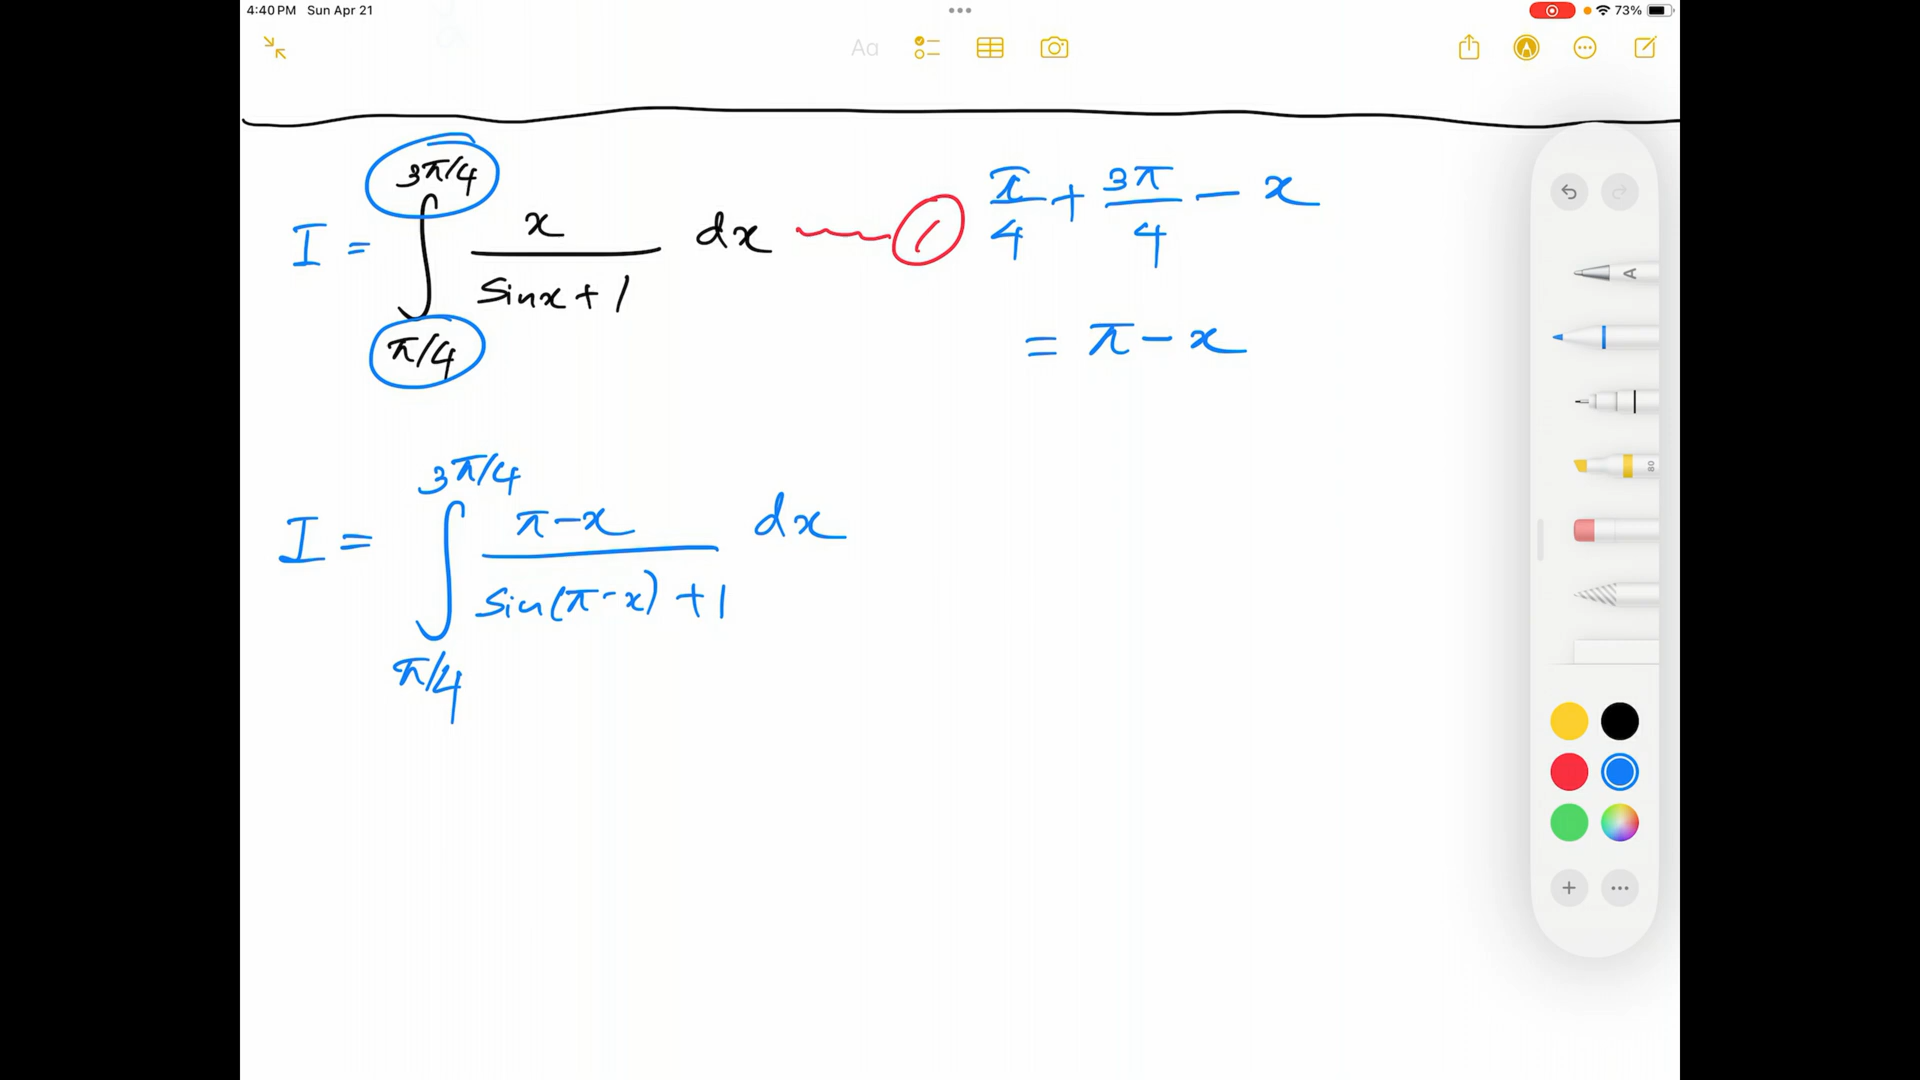 4:40 PM Sun Apr 21
73%
Aa
I = ∫_{π/4}^{3π/4} x/(sinx+1) dx ——— ①
π/4 + 3π/4 − x
= π − x
I = ∫_{π/4}^{3π/4} (π−x)/(sin(π−x)+1) dx
A
80